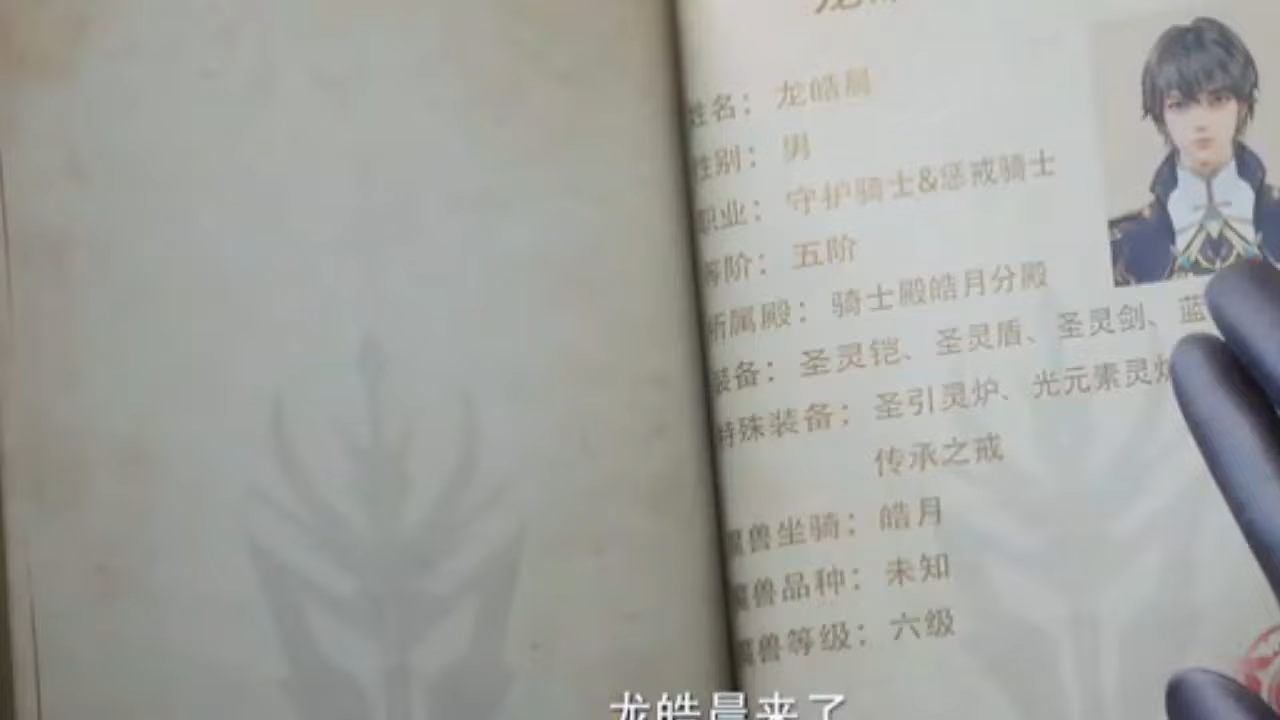 姓名：龙皓晨
性别：男
职业：守护骑士&惩戒骑士
等阶：五阶
所属殿：骑士殿皓月分殿
装备：圣灵铠、圣灵盾、圣灵剑、蓝
特殊装备：圣引灵炉、光元素灵炉
传承之戒
魔兽坐骑：皓月
魔兽品种：未知
魔兽等级：六级
龙皓晨来了